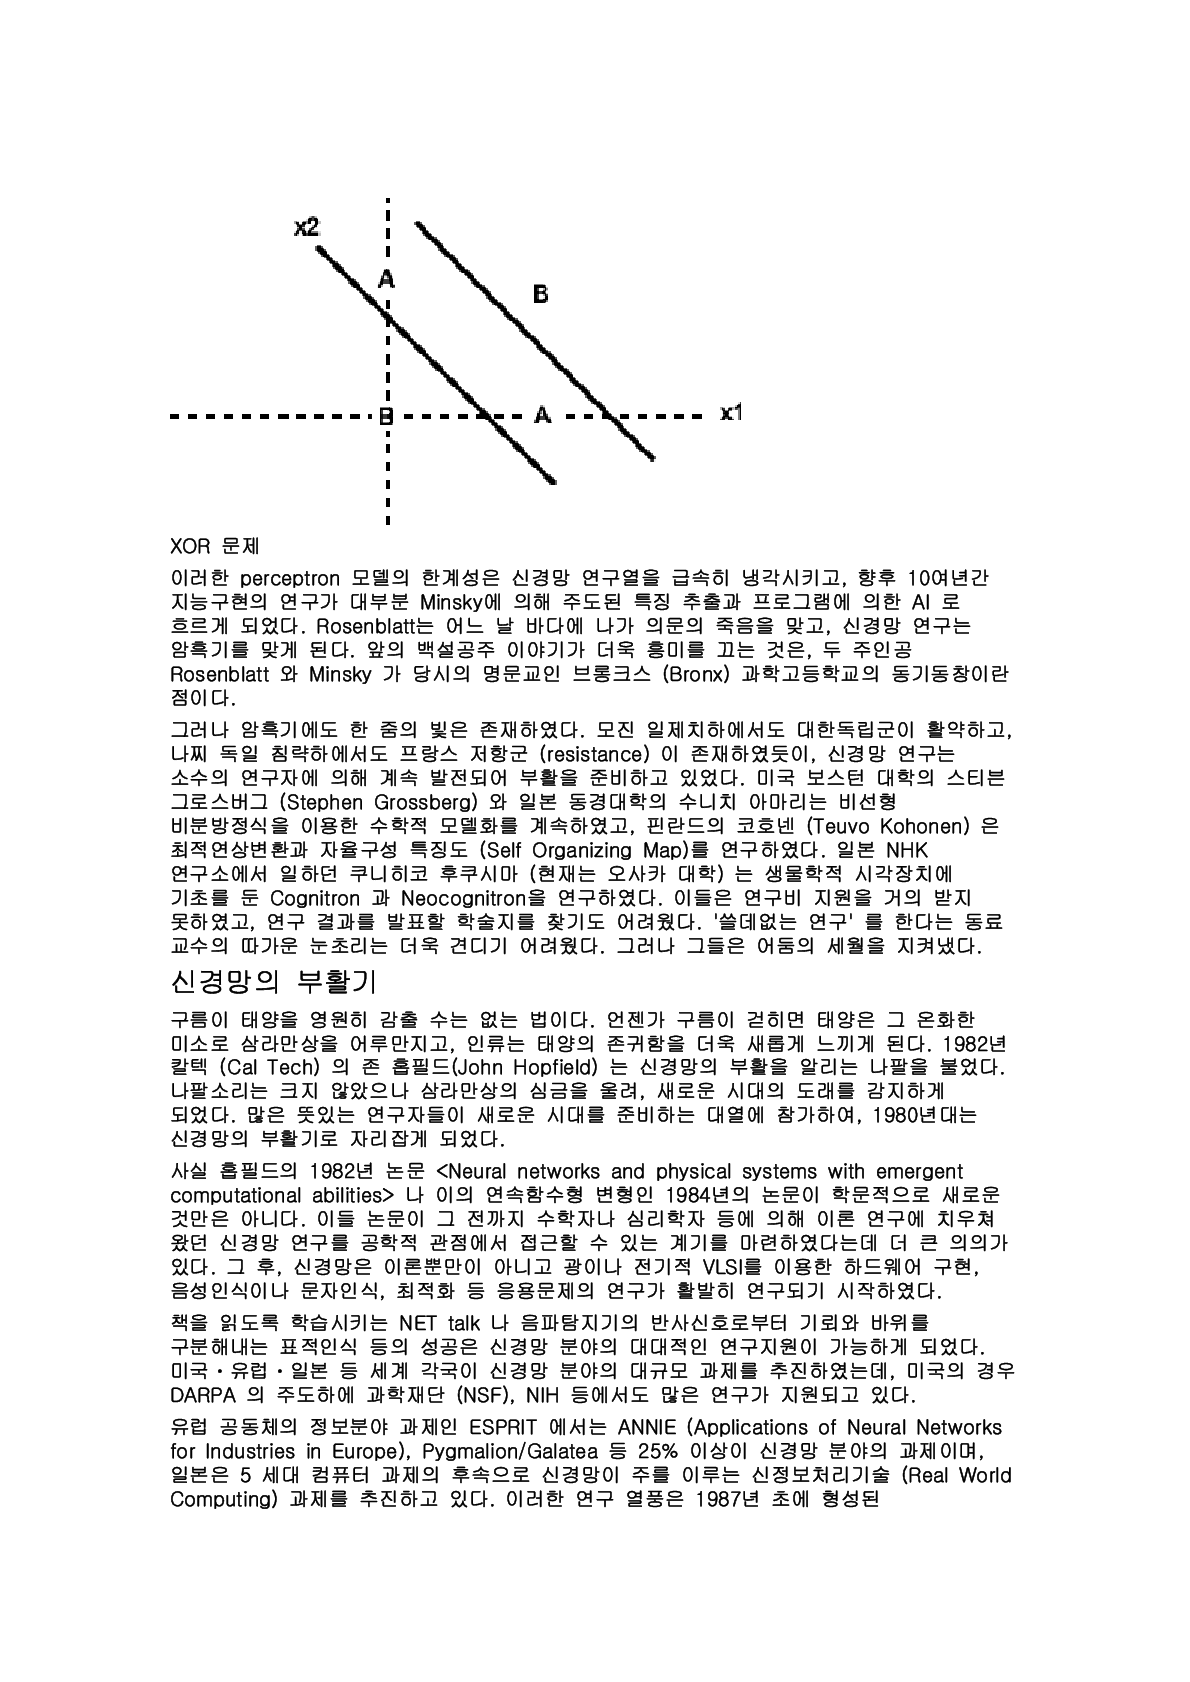 x2
A
B
B
A
x1
XOR 문제
이러한 perceptron 모델의 한계성은 신경망 연구열을 급속히 냉각시키고, 향후 10여년간
지능구현의 연구가 대부분 Minsky에 의해 주도된 특징 추출과 프로그램에 의한 AI 로
흐르게 되었다. Rosenblatt는 어느 날 바다에 나가 의문의 죽음을 맞고, 신경망 연구는
암흑기를 맞게 된다. 앞의 백설공주 이야기가 더욱 흥미를 끄는 것은, 두 주인공
Rosenblatt 와 Minsky 가 당시의 명문교인 브롱크스 (Bronx) 과학고등학교의 동기동창이란
점이다.
그러나 암흑기에도 한 줌의 빛은 존재하였다. 모진 일제치하에서도 대한독립군이 활약하고,
나찌 독일 침략하에서도 프랑스 저항군 (resistance) 이 존재하였듯이, 신경망 연구는
소수의 연구자에 의해 계속 발전되어 부활을 준비하고 있었다. 미국 보스턴 대학의 스티븐
그로스버그 (Stephen Grossberg) 와 일본 동경대학의 수니치 아마리는 비선형
비분방정식을 이용한 수학적 모델화를 계속하였고, 핀란드의 코호넨 (Teuvo Kohonen) 은
최적연상변환과 자율구성 특징도 (Self Organizing Map)를 연구하였다. 일본 NHK
연구소에서 일하던 쿠니히코 후쿠시마 (현재는 오사카 대학) 는 생물학적 시각장치에
기초를 둔 Cognitron 과 Neocognitron을 연구하였다. 이들은 연구비 지원을 거의 받지
못하였고, 연구 결과를 발표할 학술지를 찾기도 어려웠다. '쓸데없는 연구' 를 한다는 동료
교수의 따가운 눈초리는 더욱 견디기 어려웠다. 그러나 그들은 어둠의 세월을 지켜냈다.
신경망의 부활기
구름이 태양을 영원히 감출 수는 없는 법이다. 언젠가 구름이 걷히면 태양은 그 온화한
미소로 삼라만상을 어루만지고, 인류는 태양의 존귀함을 더욱 새롭게 느끼게 된다. 1982년
칼텍 (Cal Tech) 의 존 홉필드(John Hopfield) 는 신경망의 부활을 알리는 나팔을 불었다.
나팔소리는 크지 않았으나 삼라만상의 심금을 울려, 새로운 시대의 도래를 감지하게
되었다. 많은 뜻있는 연구자들이 새로운 시대를 준비하는 대열에 참가하여, 1980년대는
신경망의 부활기로 자리잡게 되었다.
사실 홉필드의 1982년 논문 <Neural networks and physical systems with emergent
computational abilities> 나 이의 연속함수형 변형인 1984년의 논문이 학문적으로 새로운
것만은 아니다. 이들 논문이 그 전까지 수학자나 심리학자 등에 의해 이론 연구에 치우쳐
왔던 신경망 연구를 공학적 관점에서 접근할 수 있는 계기를 마련하였다는데 더 큰 의의가
있다. 그 후, 신경망은 이론뿐만이 아니고 광이나 전기적 VLSI를 이용한 하드웨어 구현,
음성인식이나 문자인식, 최적화 등 응용문제의 연구가 활발히 연구되기 시작하였다.
책을 읽도록 학습시키는 NET talk 나 음파탐지기의 반사신호로부터 기뢰와 바위를
구분해내는 표적인식 등의 성공은 신경망 분야의 대대적인 연구지원이 가능하게 되었다.
미국·유럽·일본 등 세계 각국이 신경망 분야의 대규모 과제를 추진하였는데, 미국의 경우
DARPA 의 주도하에 과학재단 (NSF), NIH 등에서도 많은 연구가 지원되고 있다.
유럽 공동체의 정보분야 과제인 ESPRIT 에서는 ANNIE (Applications of Neural Networks
for Industries in Europe), Pygmalion/Galatea 등 25% 이상이 신경망 분야의 과제이며,
일본은 5 세대 컴퓨터 과제의 후속으로 신경망이 주를 이루는 신정보처리기술 (Real World
Computing) 과제를 추진하고 있다. 이러한 연구 열풍은 1987년 초에 형성된